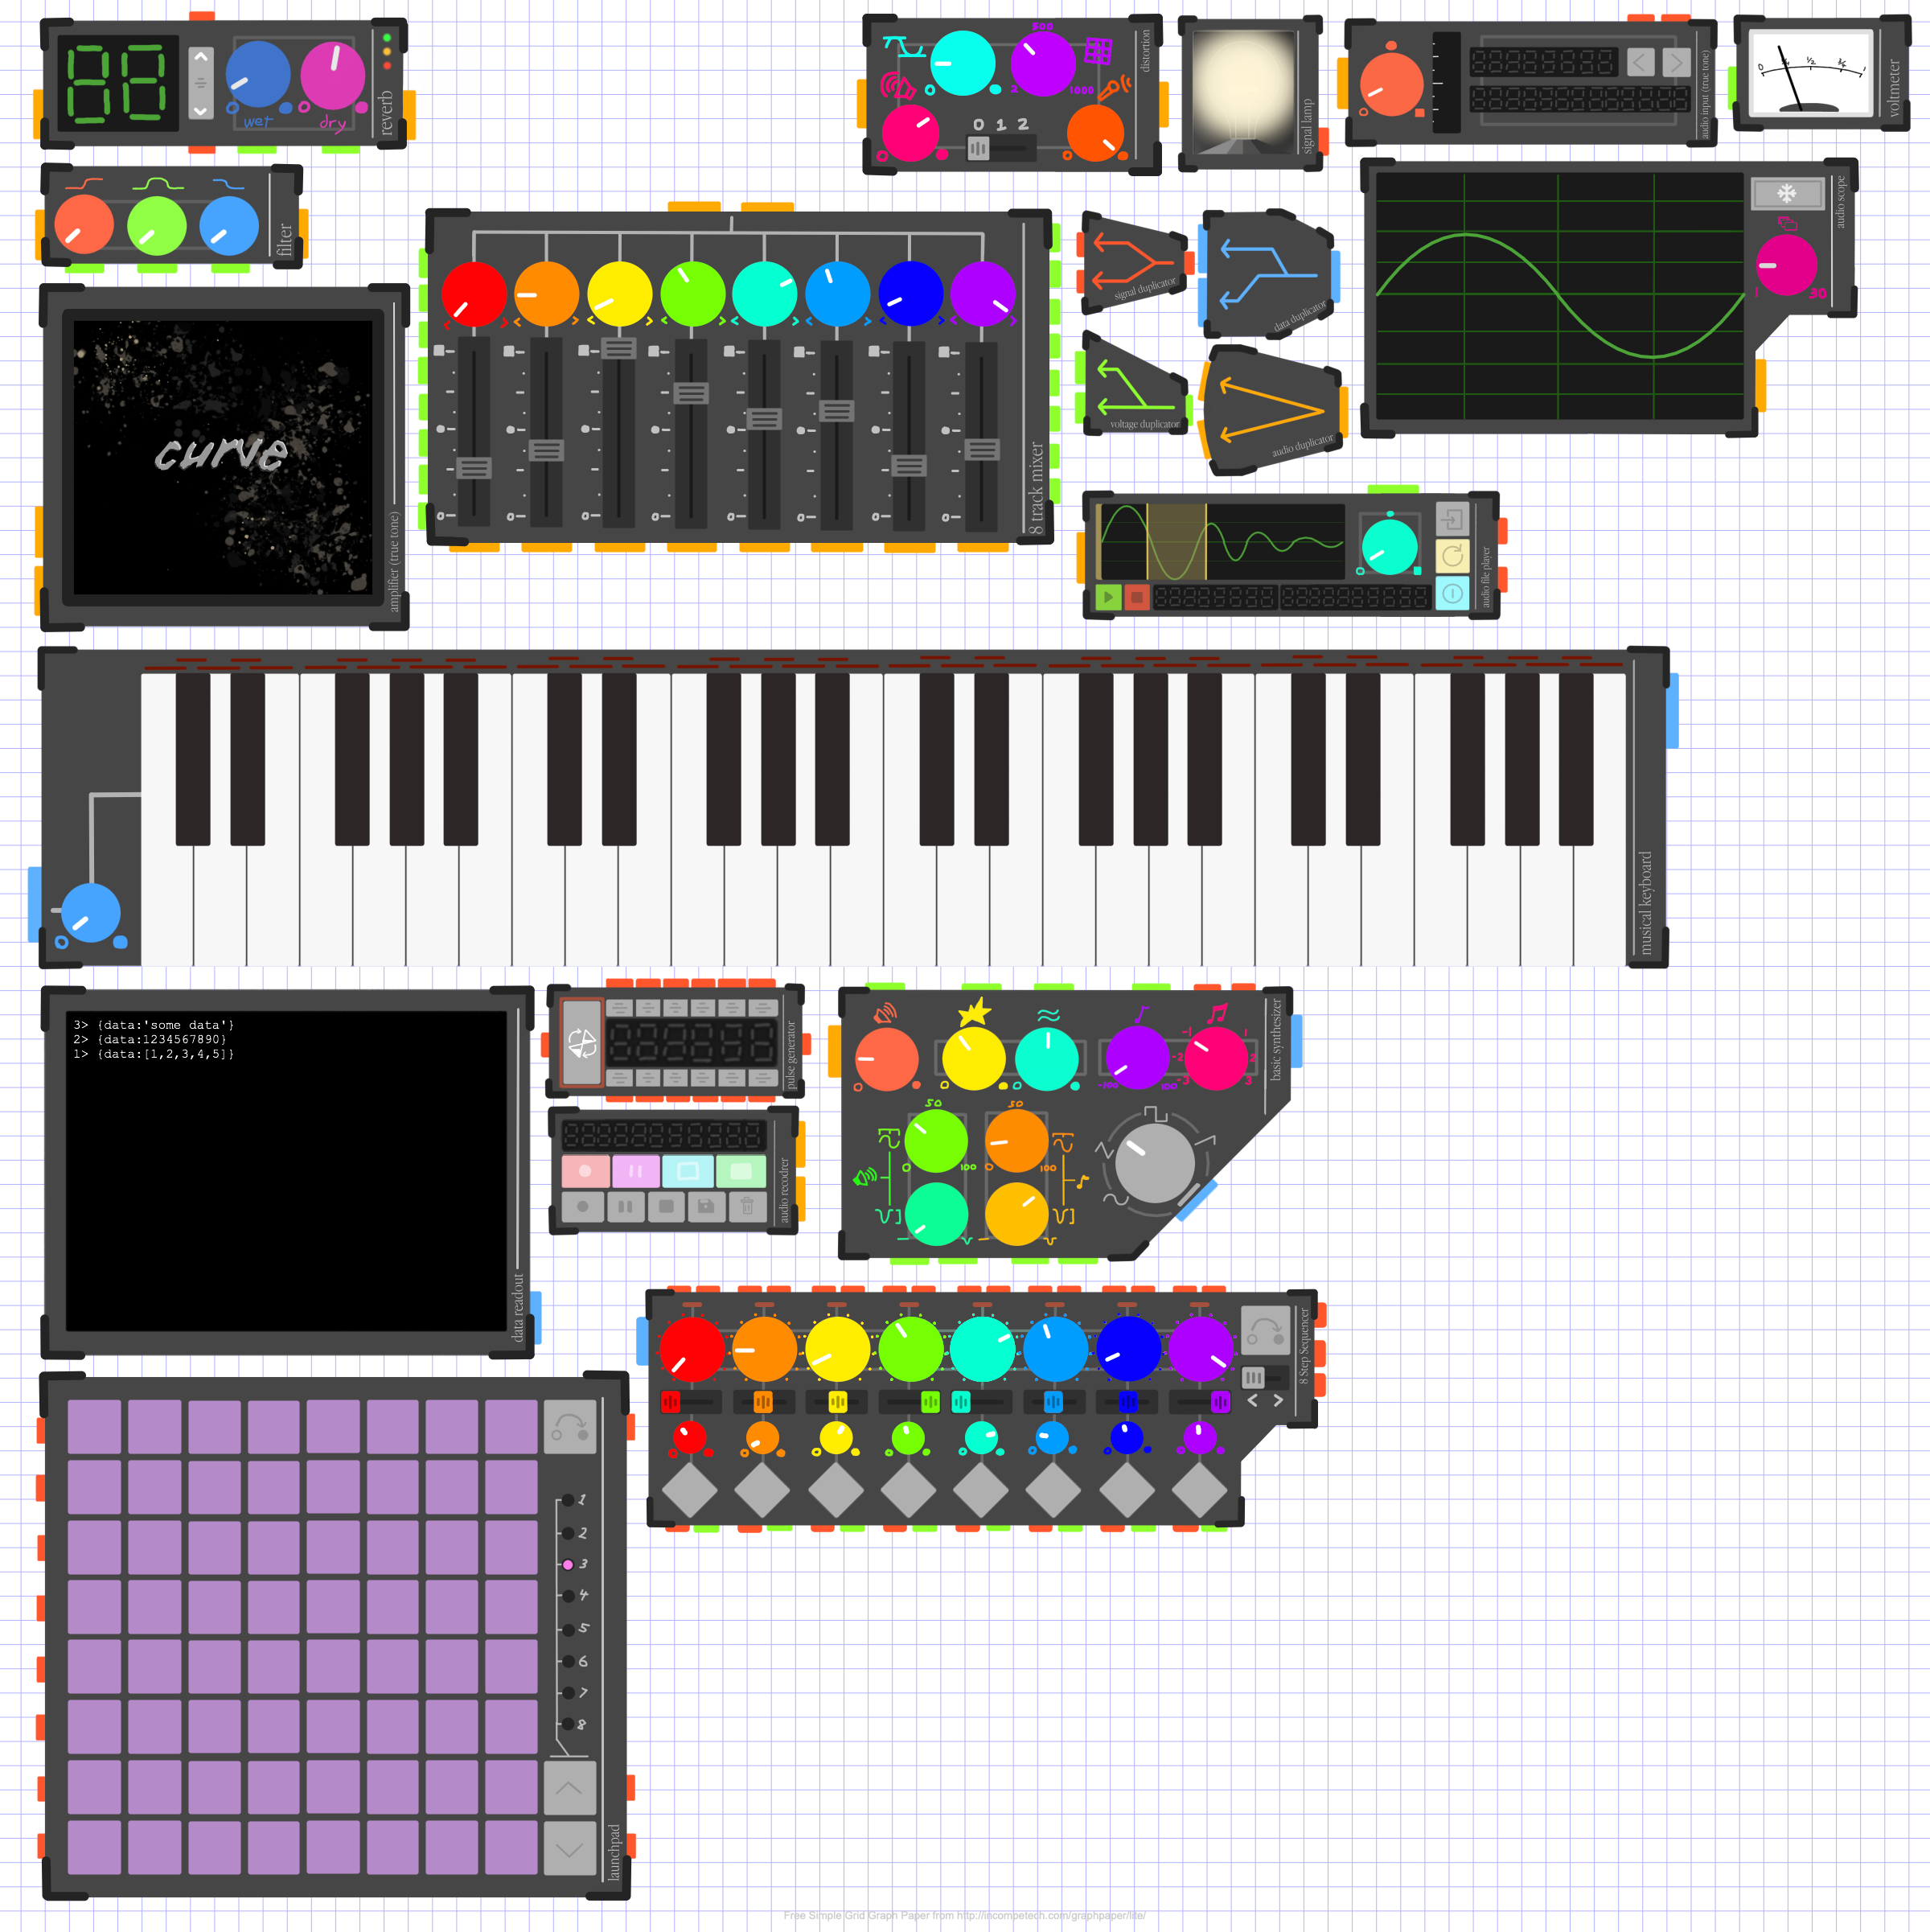 wet
dry
reverb
500
1000
distortion
0 1 2
signal lamp
audio input (true tone)
0 1/4 1/2 3/4 1
voltmeter
filter
8 track mixer
signal duplicator
data duplicator
voltage duplicator
audio duplicator
1 30
audio scope
curve
amplifier (true tone)
audio file player
musical keyboard
3> {data:'some data'}
2> {data:1234567890}
1> {data:[1,2,3,4,5]}
data readout
pulse generator
audio recodrer
-100 100
-3 -2 -1 1 2 3
50 50
0 100 0 100
basic synthesizer
8 Step Sequencer
< >
1
2
3
4
5
6
7
8
launchpad
Free Simple Grid Graph Paper from http://incompetech.com/graphpaper/lite/